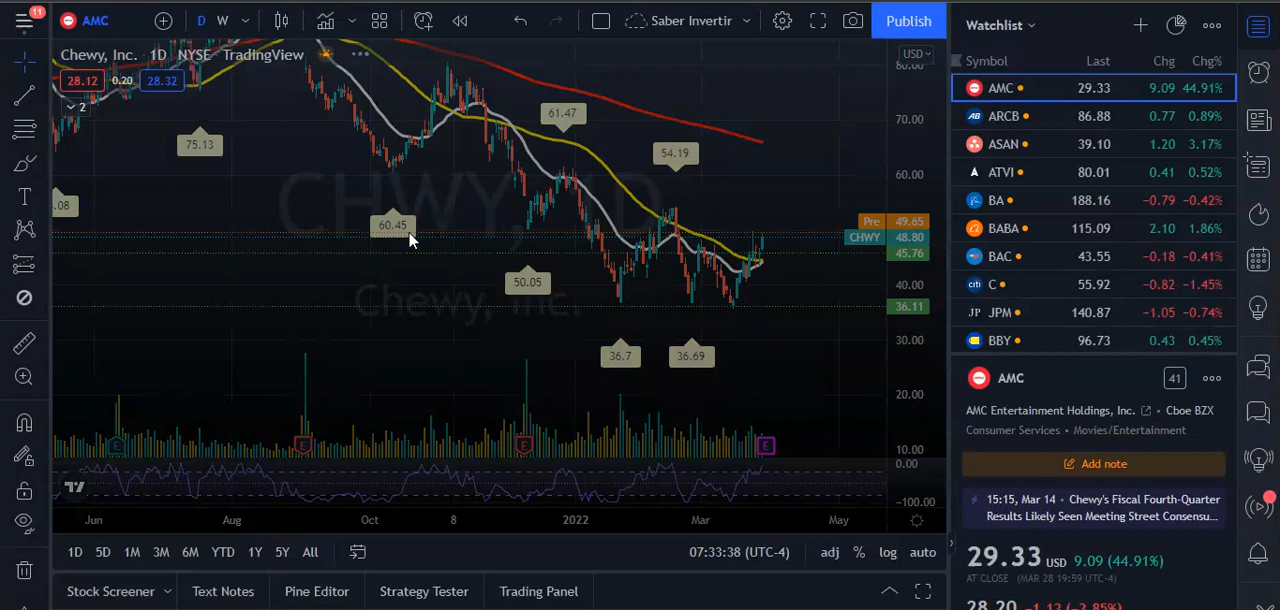 11
AMC
D
W
Saber Invertir
Publish
Chewy, Inc. 1D NYSE TradingView
USD
28.12 0.20 28.32
2
80.00
70.00
60.00
40.00
30.00
20.00
10.00
0.00
−100.00
75.13
.08
60.45
61.47
54.19
50.05
36.7
36.69
Pre 49.65
CHWY 48.80
45.76
36.11
Chewy, Inc.
E
E
E
E
Jun Aug Oct 8 2022 Mar May
1D 5D 1M 3M 6M YTD 1Y 5Y All
07:33:38 (UTC-4)
adj % log auto
Stock Screener Text Notes Pine Editor Strategy Tester Trading Panel
Watchlist
Symbol Last Chg Chg%
AMC 29.33 9.09 44.91%
ARCB 86.88 0.77 0.89%
ASAN 39.10 1.20 3.17%
ATVI 80.01 0.41 0.52%
BA 188.16 −0.79 −0.42%
BABA 115.09 2.10 1.86%
BAC 43.55 −0.18 −0.41%
citi C 55.92 −0.82 −1.45%
JP JPM 140.87 −1.05 −0.74%
BBY 96.73 0.43 0.45%
AMC
41
AMC Entertainment Holdings, Inc. • Cboe BZX
Consumer Services • Movies/Entertainment
Add note
15:15, Mar 14 • Chewy's Fiscal Fourth-Quarter
Results Likely Seen Meeting Street Consensu...
29.33 USD 9.09 (44.91%)
AT CLOSE (MAR 28 19:59 UTC-4)
28.20 −1.13 (−3.85%)